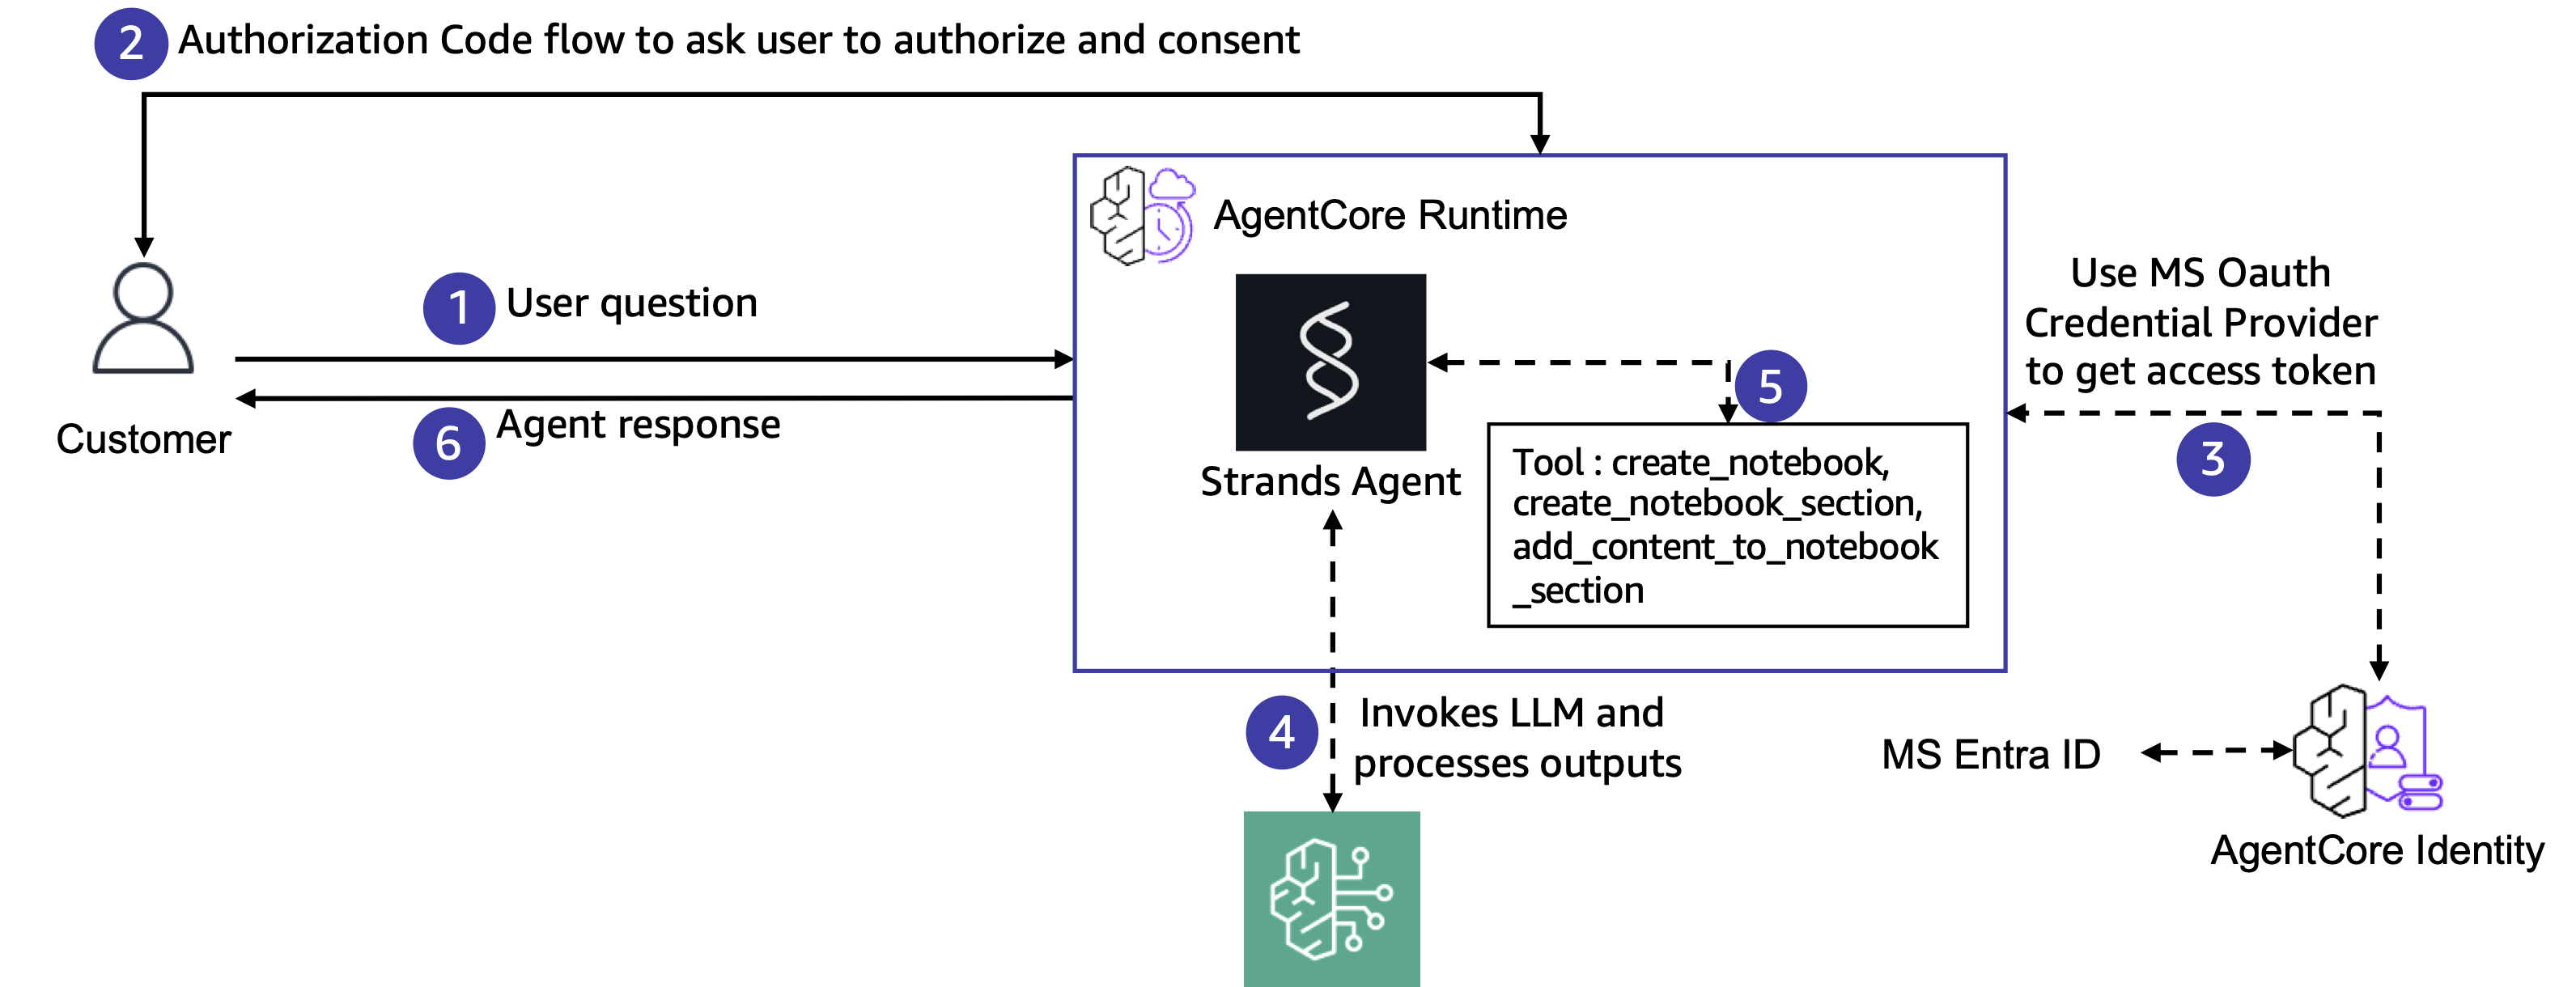 2 Authorization Code flow to ask user to authorize and consent
AgentCore Runtime
1 User question
Customer
6 Agent response
Strands Agent
5
Tool : create_notebook,
create_notebook_section,
add_content_to_notebook
_section
Use MS Oauth
Credential Provider
to get access token
3
4 Invokes LLM and
processes outputs
MS Entra ID
AgentCore Identity